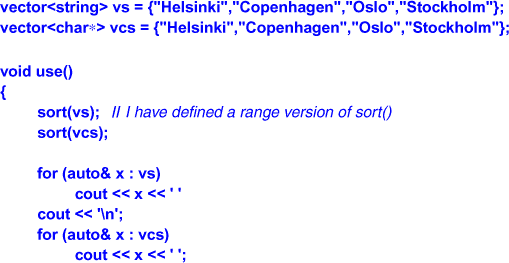 vector<string> vs = {"Helsinki","Copenhagen","Oslo","Stockholm"};
vector<char*> vcs = {"Helsinki","Copenhagen","Oslo","Stockholm"};
void use()
{
sort(vs); // I have defined a range version of sort()
sort(vcs);
for (auto& x : vs)
cout << x << ' '
cout << '\n';
for (auto& x : vcs)
cout << x << ' ';